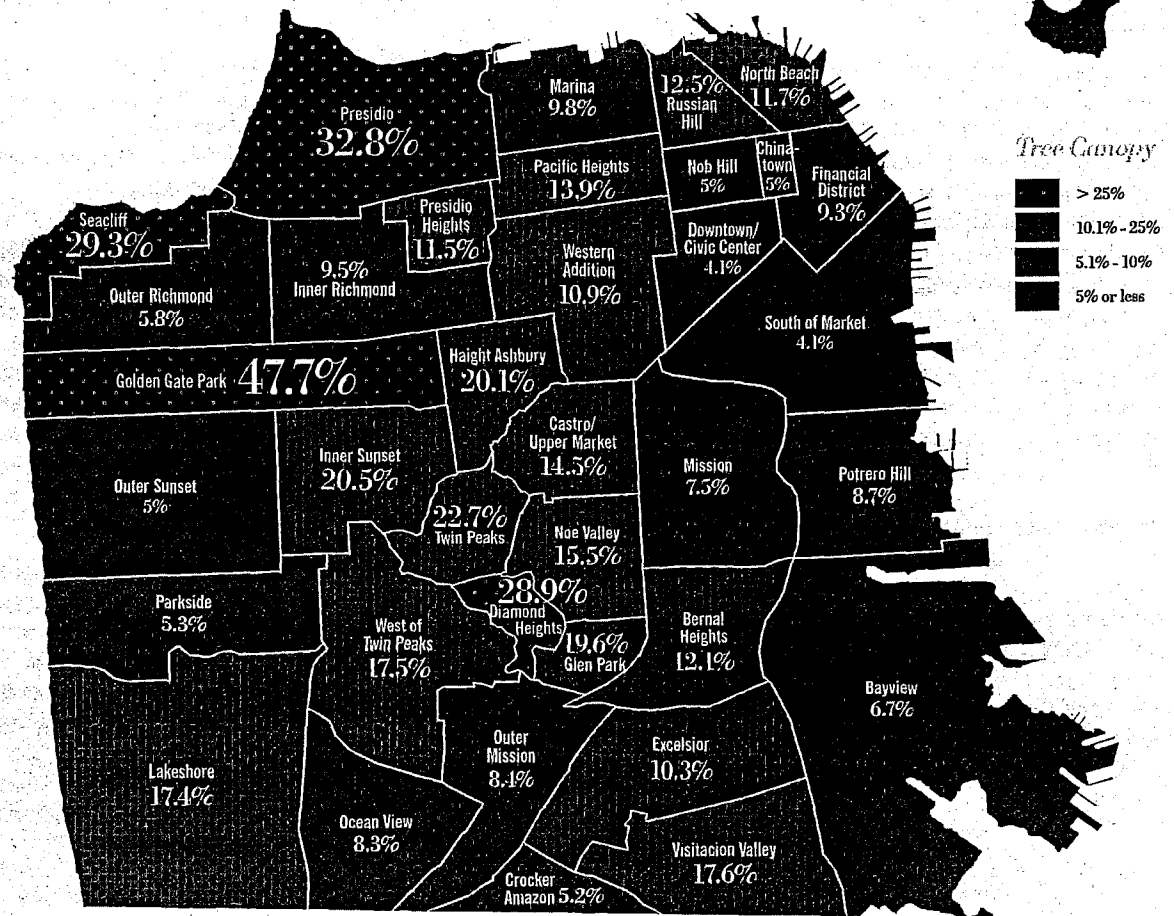 Marina
9.8%
12.5%
Russian
Hill
North Beach
11.7%
Presidio
32.8%
Pacific Heights
13.9%
Nob Hill
5%
China-
town
5%
Financial
District
9.3%
Tree Canopy
> 25%
10.1% - 25%
5.1% - 10%
5% or less
Seacliff
29.3%
Presidio
Heights
11.5%
Downtown/
Civic Center
4.1%
Western
Addition
10.9%
9.5%
Inner Richmond
Outer Richmond
5.8%
South of Market
4.1%
Golden Gate Park 47.7%
Haight Ashbury
20.1%
Castro/
Upper Market
14.5%
Inner Sunset
20.5%
Outer Sunset
5%
Mission
7.5%
Potrero Hill
8.7%
22.7%
Twin Peaks
Noe Valley
15.5%
28.9%
Diamond
Heights
Parkside
5.3%
West of
Twin Peaks
17.5%
19.6%
Glen Park
Bernal
Heights
12.1%
Bayview
6.7%
Lakeshore
17.4%
Outer
Mission
8.4%
Excelsior
10.3%
Ocean View
8.3%
Visitacion Valley
17.6%
Crocker
Amazon 5.2%